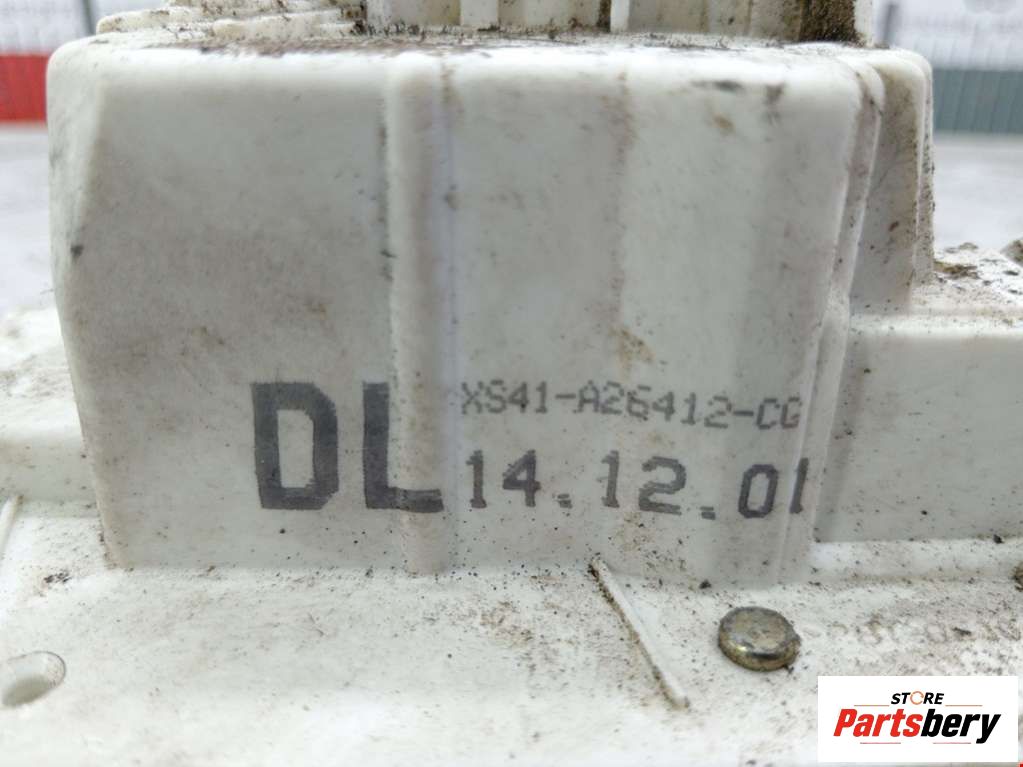 DL XS41-A26412-CG
14.12.01
STORE
Partsbery